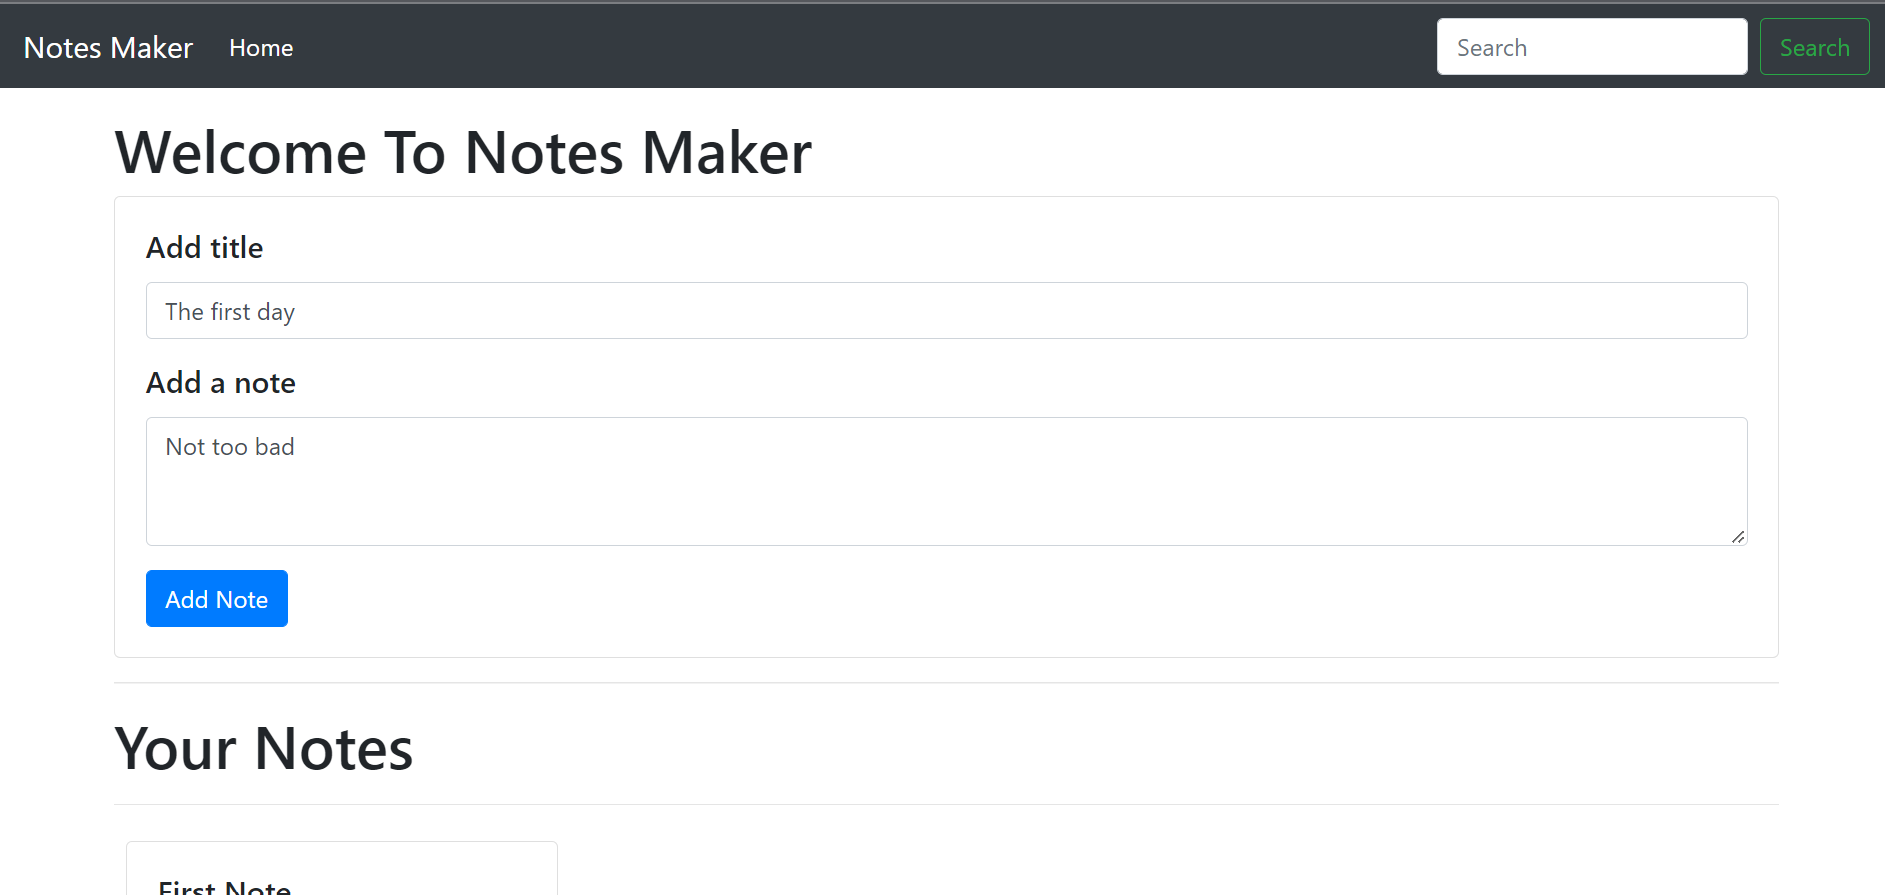 Notes Maker Home Search Search
Welcome To Notes Maker
Add title
The first day
Add a note
Not too bad
Add Note
Your Notes
First Note